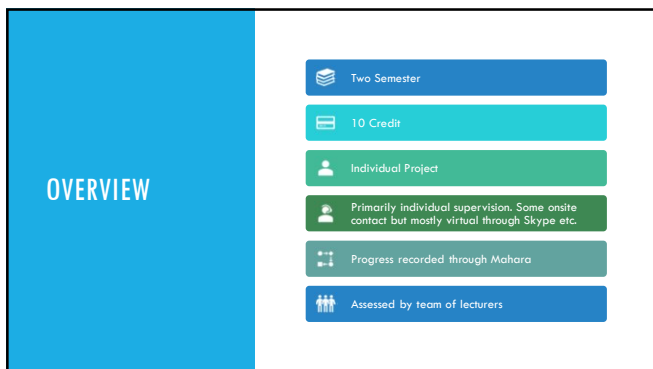 OVERVIEW
Two Semester
10 Credit
Individual Project
Primarily individual supervision. Some onsite
contact but mostly virtual through Skype etc.
Progress recorded through Mahara
Assessed by team of lecturers